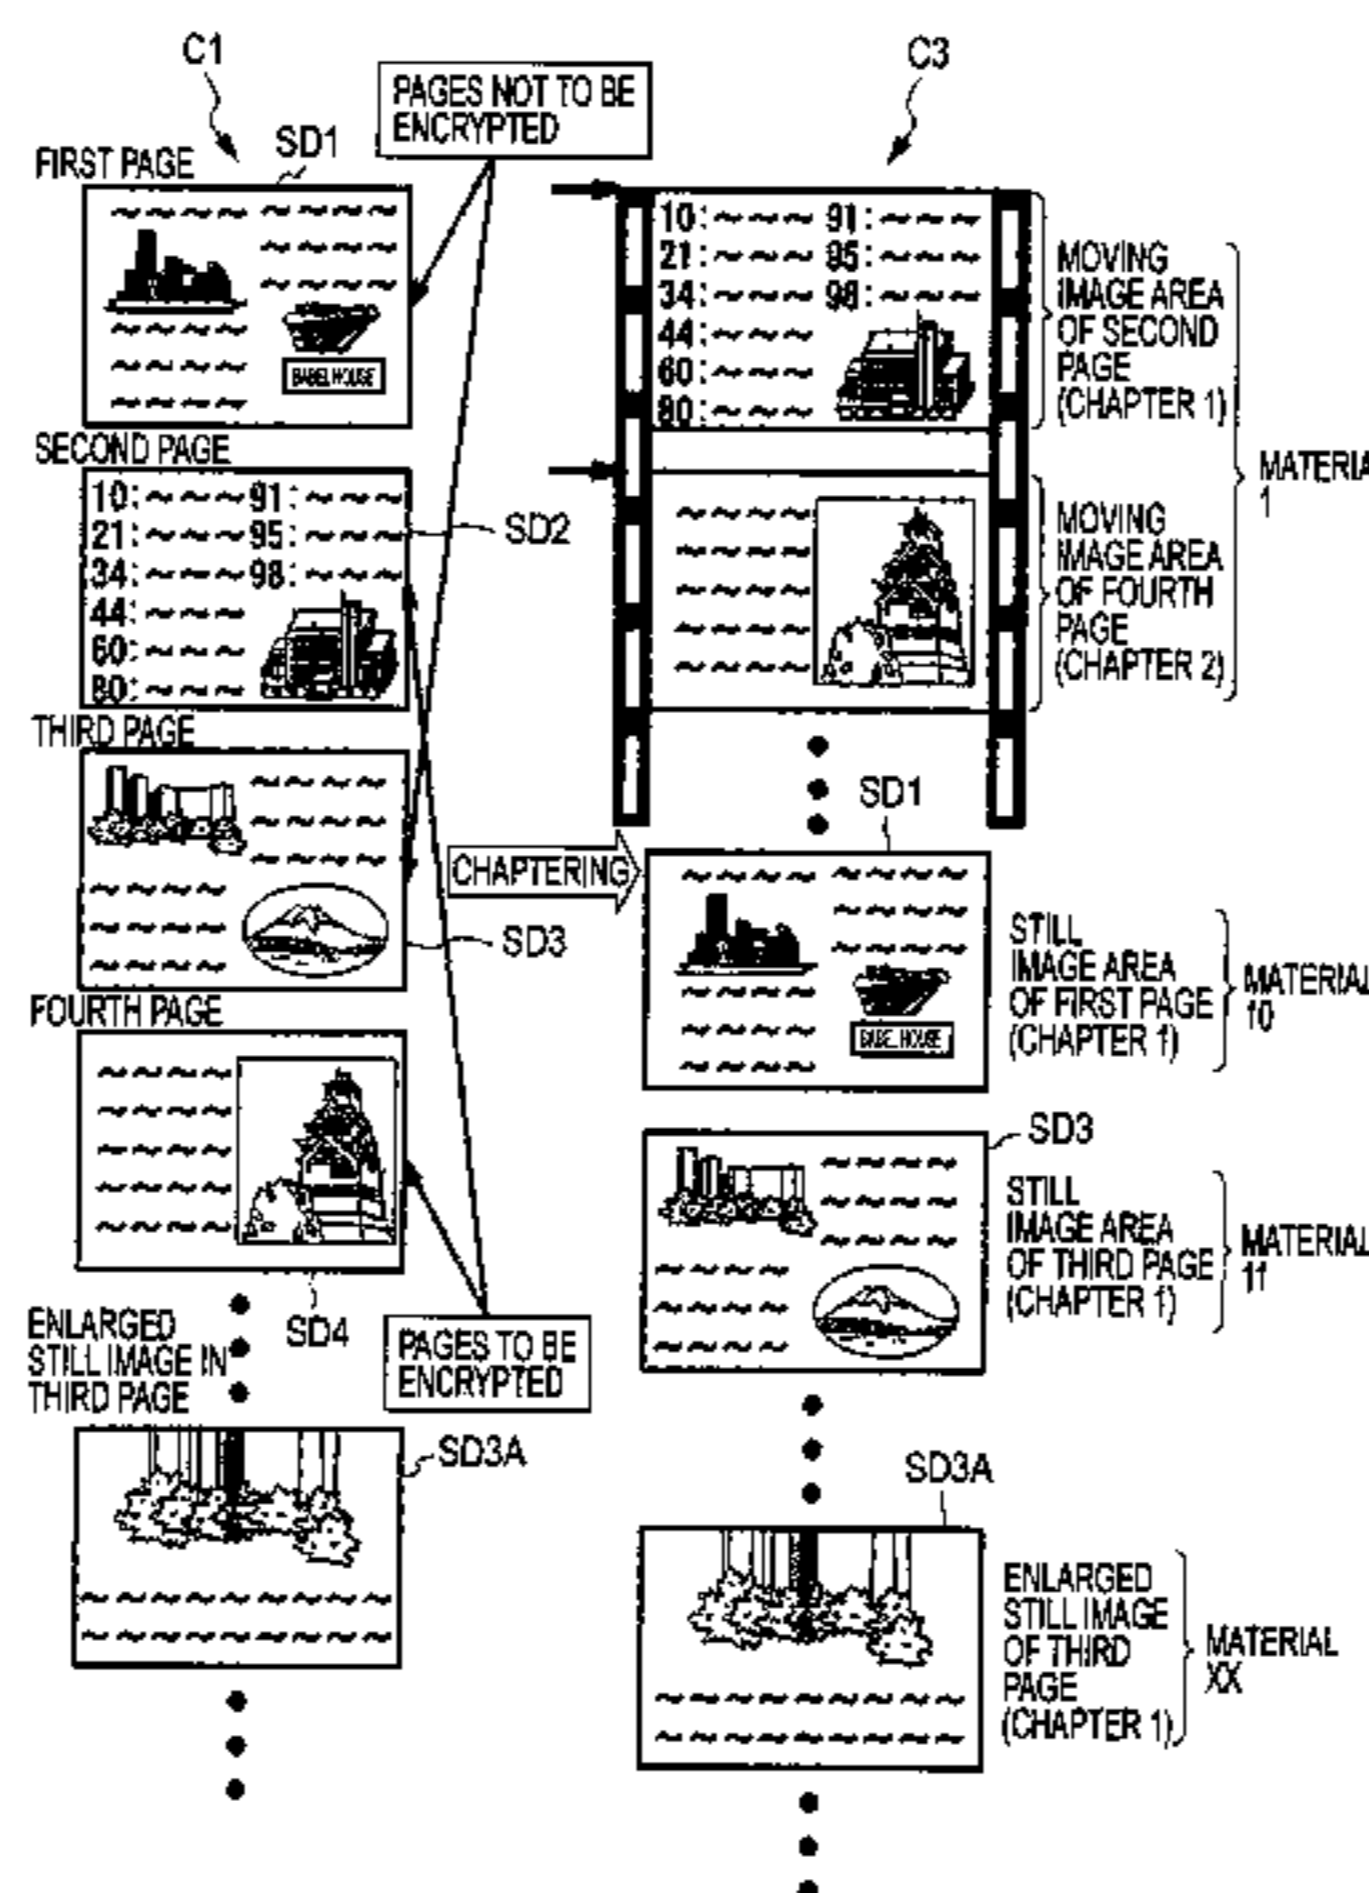 C1
C3
PAGES NOT TO BE
ENCRYPTED
FIRST PAGE
SD1
BABEL HOUSE
SECOND PAGE
10: 91:
21: 95:
34: 98:
44:
60:
80:
SD2
THIRD PAGE
SD3
FOURTH PAGE
SD4
PAGES TO BE
ENCRYPTED
ENLARGED
STILL IMAGE IN
THIRD PAGE
SD3A
CHAPTERING
10: 91:
21: 95:
34: 98:
44:
60:
80:
MOVING
IMAGE AREA
OF SECOND
PAGE
(CHAPTER 1)
MOVING
IMAGE AREA
OF FOURTH
PAGE
(CHAPTER 2)
MATERIA
1
SD1
BABEL HOUSE
STILL
IMAGE AREA
OF FIRST PAGE
(CHAPTER 1)
MATERIAL
10
SD3
STILL
IMAGE AREA
OF THIRD PAGE
(CHAPTER 1)
MATERIAL
11
SD3A
ENLARGED
STILL IMAGE
OF THIRD
PAGE
(CHAPTER 1)
MATERIAL
XX